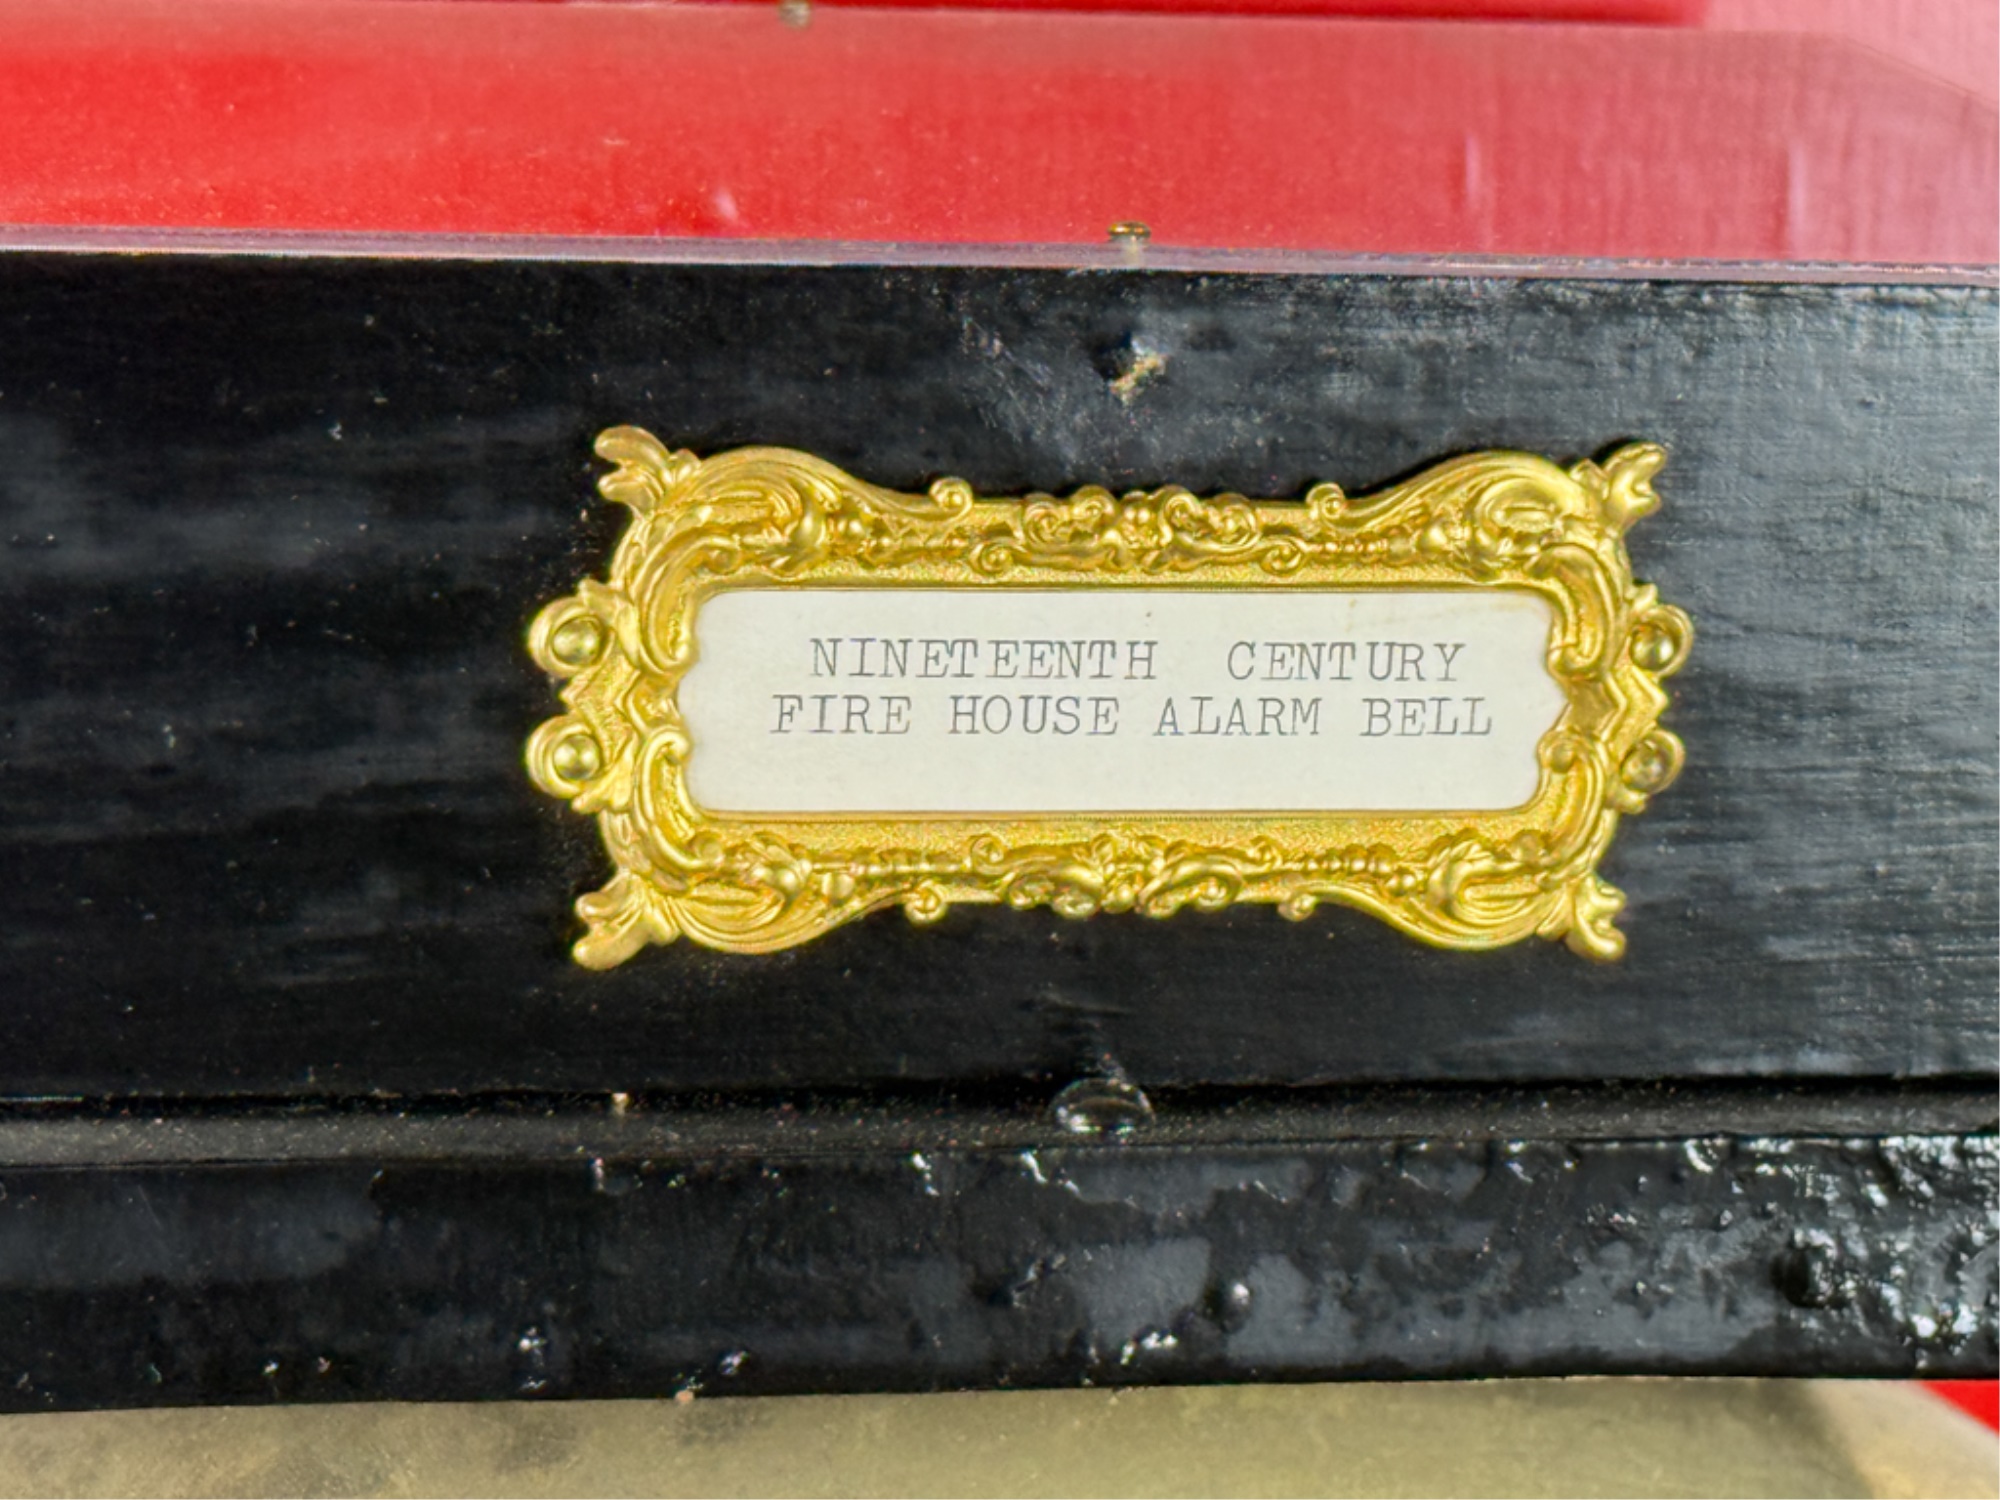 NINETEENTH CENTURY
FIRE HOUSE ALARM BELL